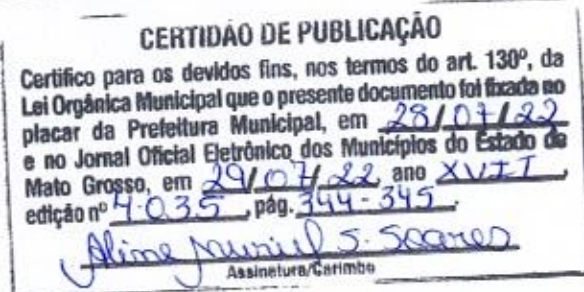 CERTIDÃO DE PUBLICAÇÃO
Certifico para os devidos fins, nos termos do art. 130º, da
Lei Orgânica Municipal que o presente documento foi fixada no
placar da Prefeitura Municipal, em 28/07/22
e no Jornal Oficial Eletrônico dos Municípios do Estado de
Mato Grosso, em 29/07/22, ano XVII,
edição nº 4.035, pág. 344-345.
Aline Muriel S. Soares
Assinatura/Carimbo